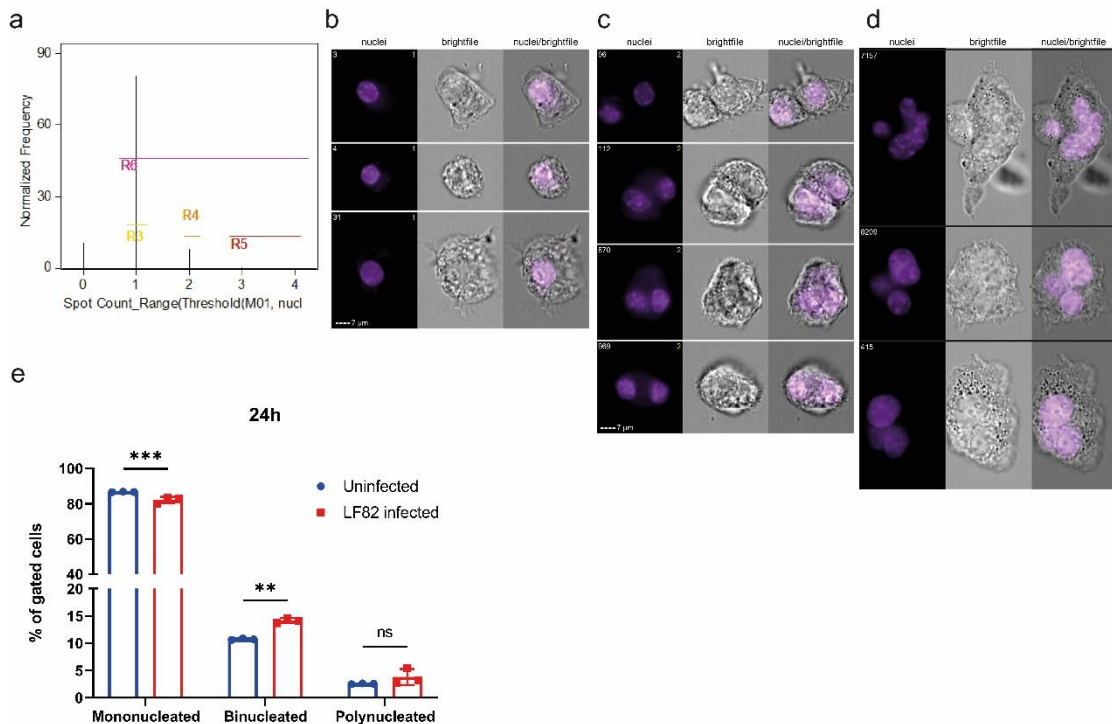 a
90
60
30
0
Normalized Frequency
R6
R3
R4
R5
0 1 2 3 4
Spot Count_Range(Threshold(M01, nucl
b
nuclei brightfile nuclei/brightfile
3 1
4 1
31 1
7 µm
c
nuclei brightfile nuclei/brightfile
96 2
112 2
570 2
969 2
7 µm
d
nuclei brightfile nuclei/brightfile
7157
8209
415
e
24h
% of gated cells
100
80
60
40
20
15
10
5
0
***
**
ns
Uninfected
LF82 infected
Mononucleated Binucleated Polynucleated